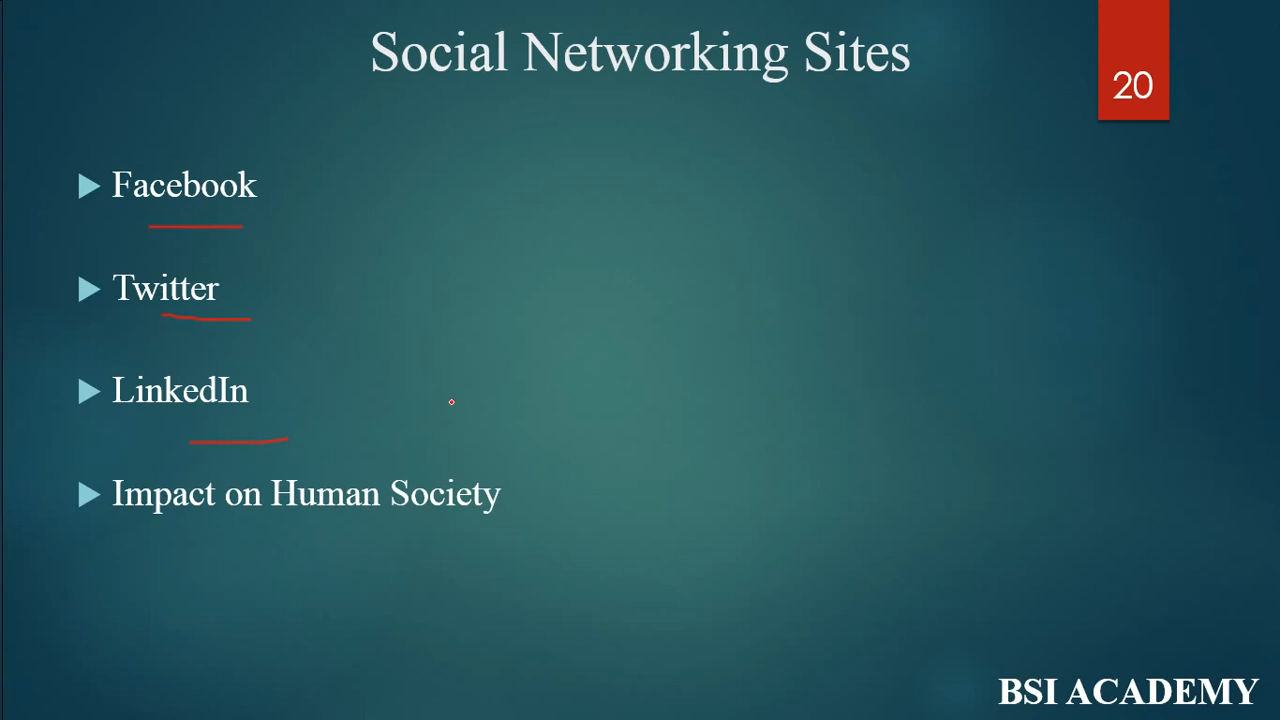 Social Networking Sites
20
Facebook
Twitter
LinkedIn
Impact on Human Society
BSI ACADEMY